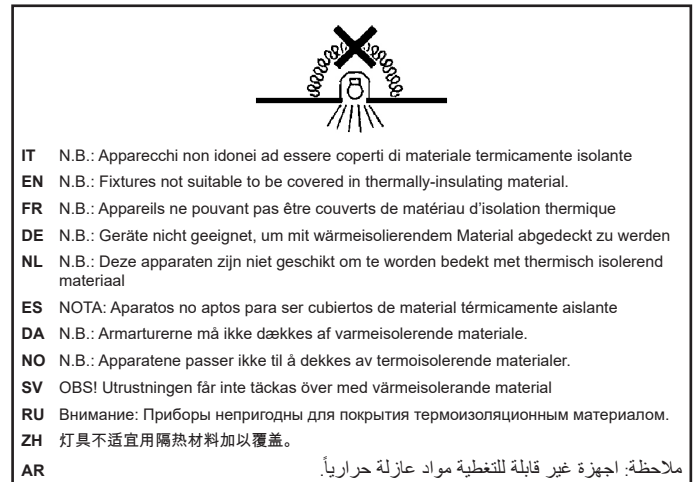 IT N.B.: Apparecchi non idonei ad essere coperti di materiale termicamente isolante
EN N.B.: Fixtures not suitable to be covered in thermally-insulating material.
FR N.B.: Appareils ne pouvant pas être couverts de matériau d’isolation thermique
DE N.B.: Geräte nicht geeignet, um mit wärmeisolierendem Material abgedeckt zu werden
NL N.B.: Deze apparaten zijn niet geschikt om te worden bedekt met thermisch isolerend
materiaal
ES NOTA: Aparatos no aptos para ser cubiertos de material térmicamente aislante
DA N.B.: Armarturerne må ikke dækkes af varmeisolerende materiale.
NO N.B.: Apparatene passer ikke til å dekkes av termoisolerende materialer.
SV OBS! Utrustningen får inte täckas över med värmeisolerande material
RU Внимание: Приборы непригодны для покрытия термоизоляционным материалом.
ZH 灯具不适宜用隔热材料加以覆盖。
AR ملاحظة: اجهزة غير قابلة للتغطية مواد عازلة حرارياً.